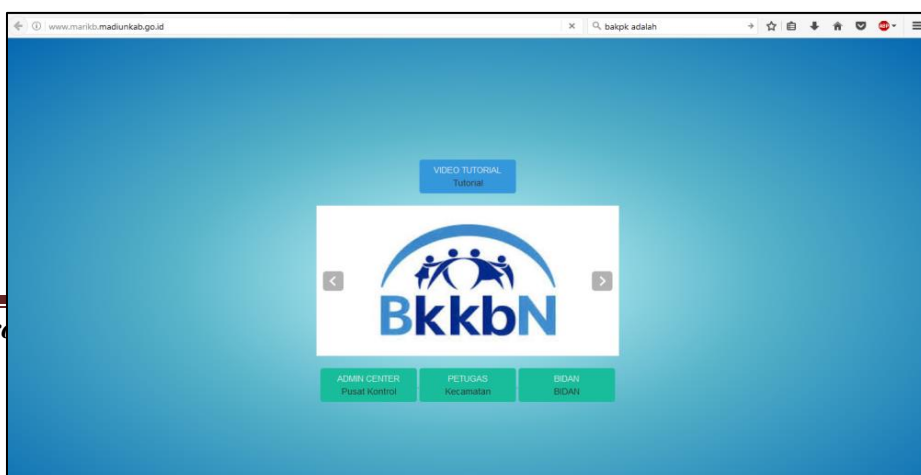 www.marikb.madiunkab.go.id
bakpk adalah
VIDEO TUTORIAL
Tutorial
BkkbN
ADMIN CENTER
Pusat Kontrol
PETUGAS
Kecamatan
BIDAN
BIDAN